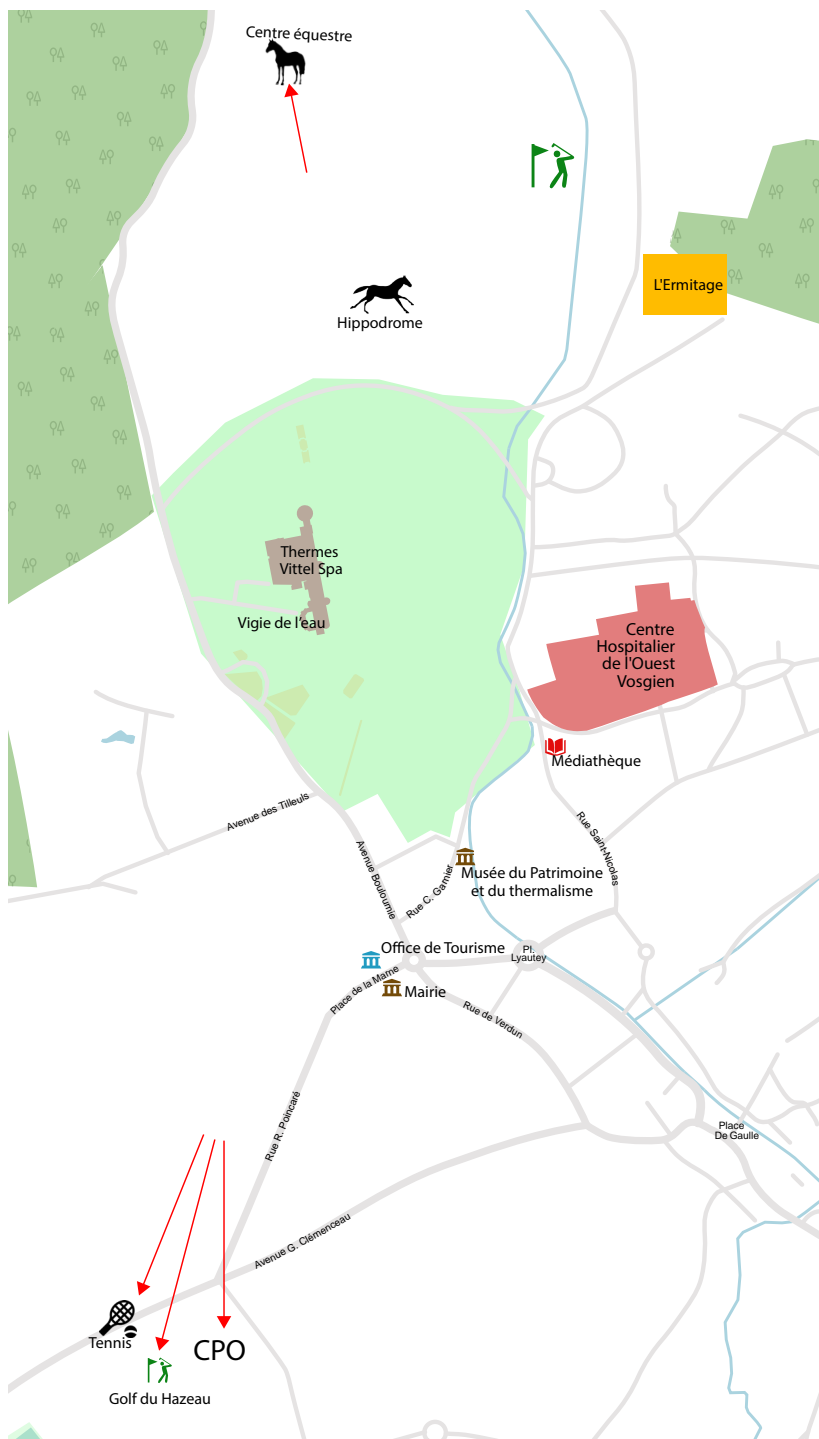 Centre équestre
L'Ermitage
Hippodrome
Thermes
Vittel Spa
Vigie de l'eau
Centre
Hospitalier
de l'Ouest
Vosgien
Médiathèque
Avenue des Tilleuls
Rue Saint-Nicolas
Avenue Bouloumie
Musée du Patrimoine
et du thermalisme
Rue C. Garnier
Office de Tourisme
Pl.
Lyautey
Place de la Marne
Mairie
Rue de Verdun
Rue R. Poincaré
Place
De Gaulle
Avenue G. Clémenceau
Tennis
CPO
Golf du Hazeau